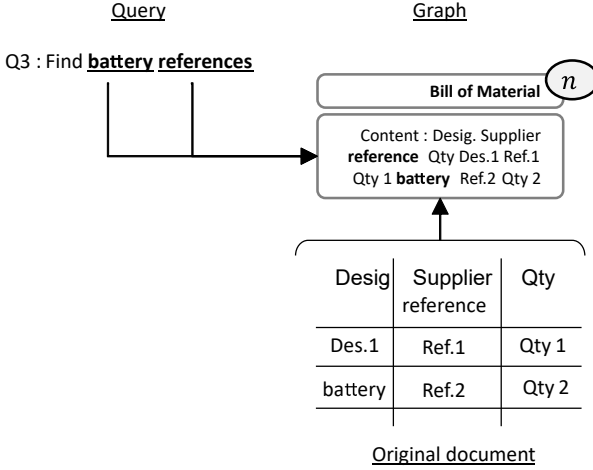 Query Graph
Q3 : Find battery references
n
Bill of Material
Content : Desig. Supplier
reference Qty Des.1 Ref.1
Qty 1 battery Ref.2 Qty 2
Desig Supplier reference Qty
Des.1 Ref.1 Qty 1
battery Ref.2 Qty 2
Original document